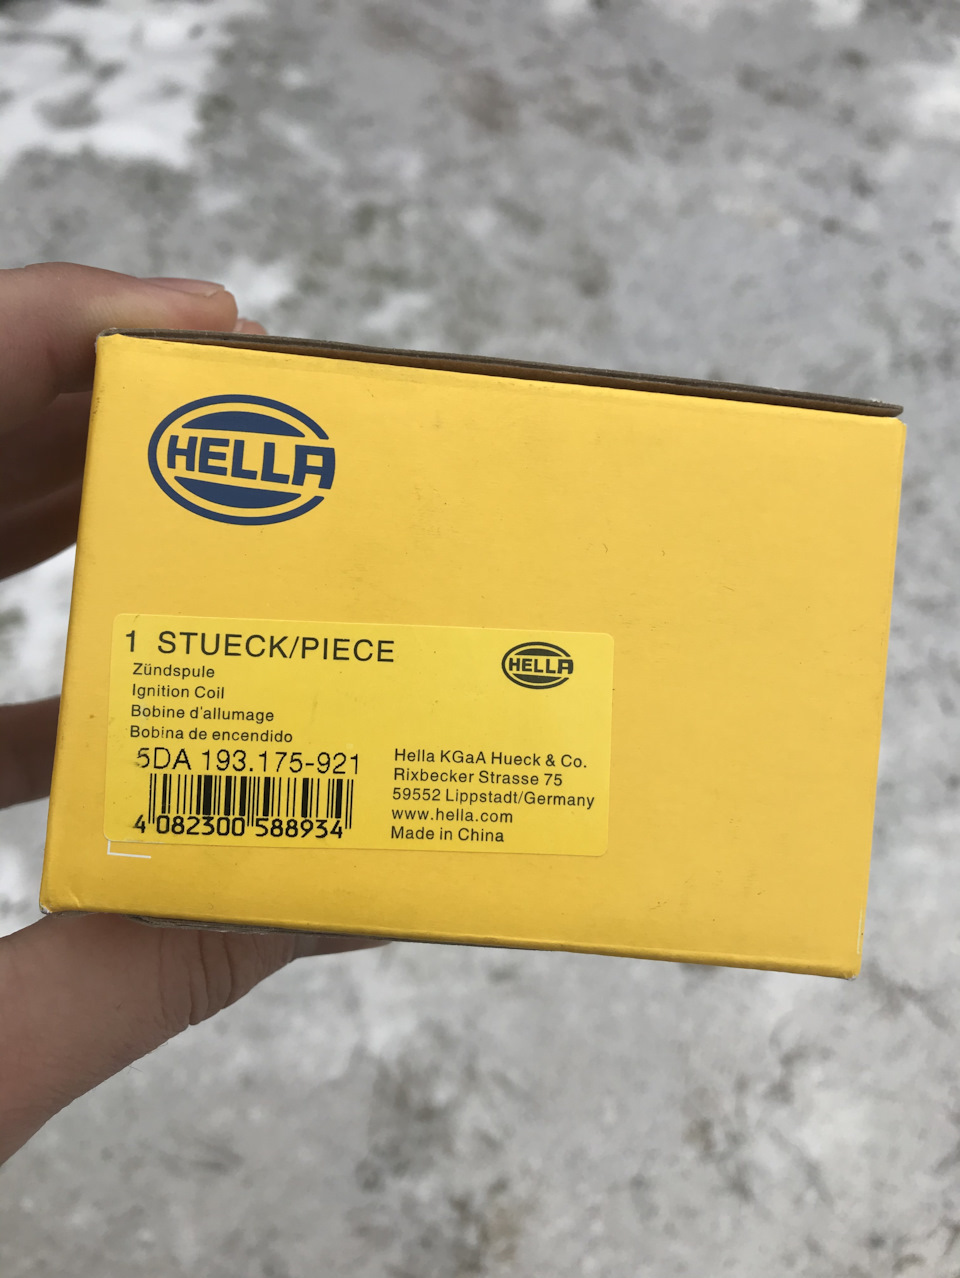 HELLA
1 STUECK/PIECE
HELLA
Zündspule
Ignition Coil
Bobine d'allumage
Bobina de encendido
5DA 193.175-921
4 082300 588934
Hella KGaA Hueck & Co.
Rixbecker Strasse 75
59552 Lippstadt/Germany
www.hella.com
Made in China